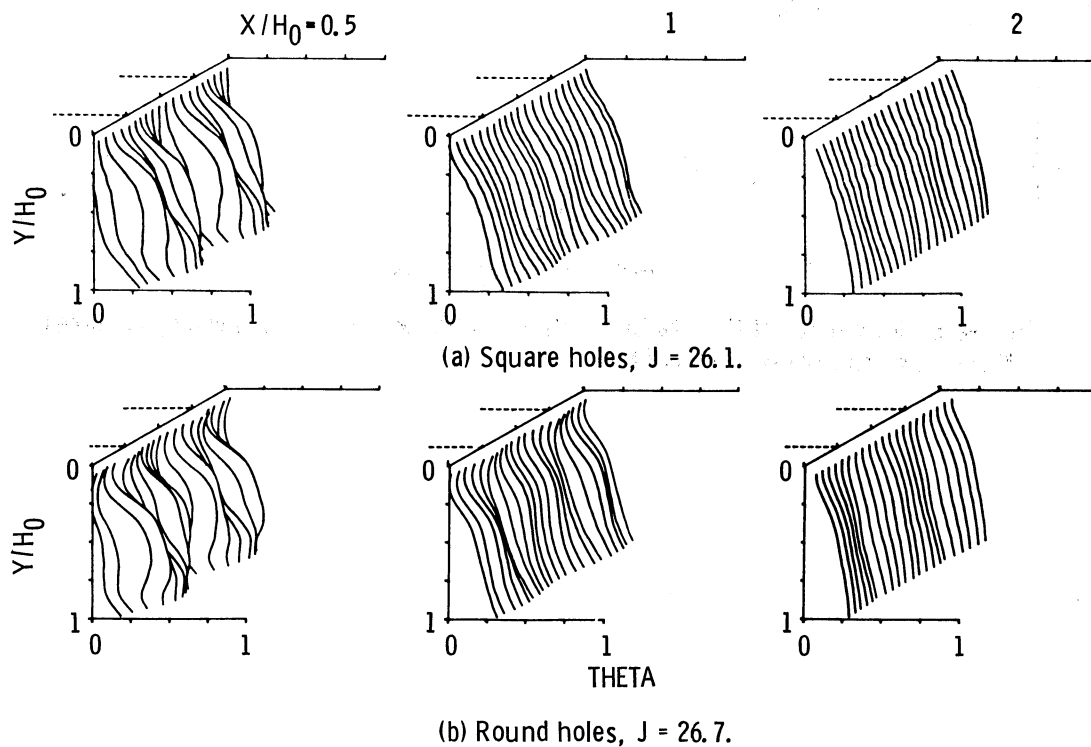 X/H0 = 0.5 1 2
0 0 0
Y/H0
1 1 1
0 1 0 1 0 1
(a) Square holes, J = 26.1.
0 0 0
Y/H0
1 1 1
0 1 0 1 0 1
THETA
(b) Round holes, J = 26.7.